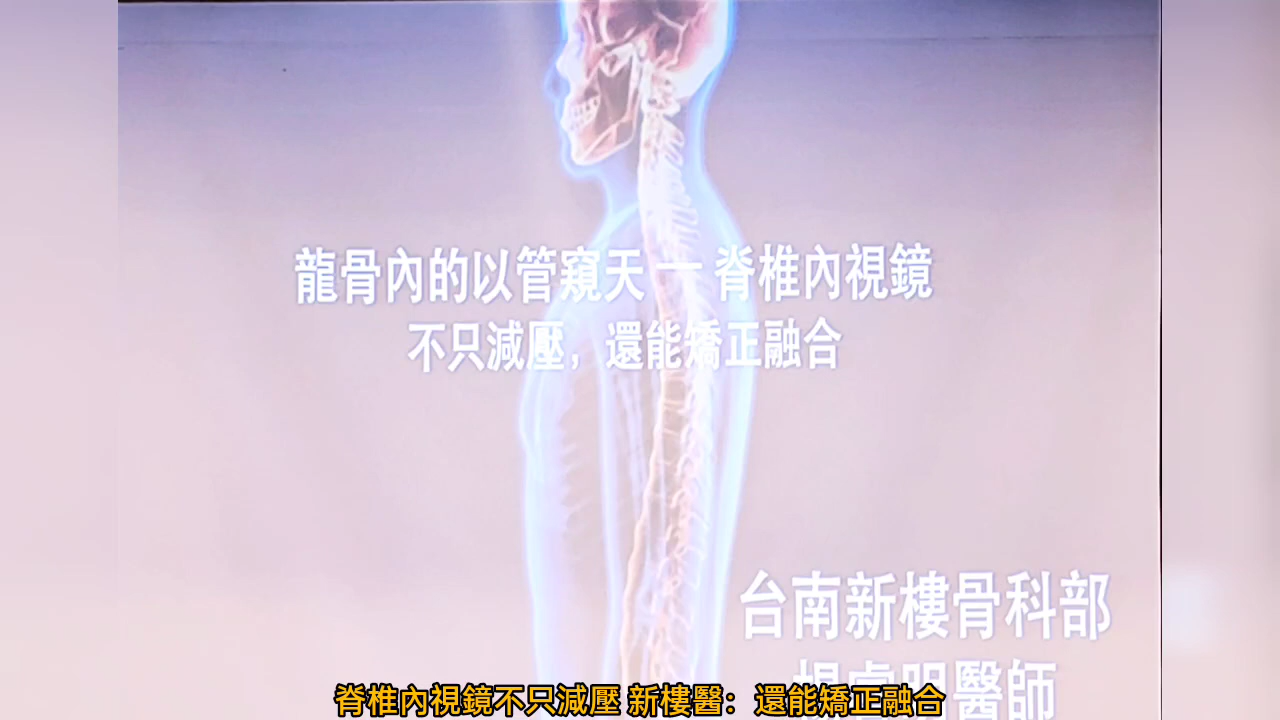 龍骨內的以管窺天 — 脊椎內視鏡
不只減壓，還能矯正融合
台南新樓骨科部
醫師
脊椎內視鏡不只減壓 新樓醫：還能矯正融合